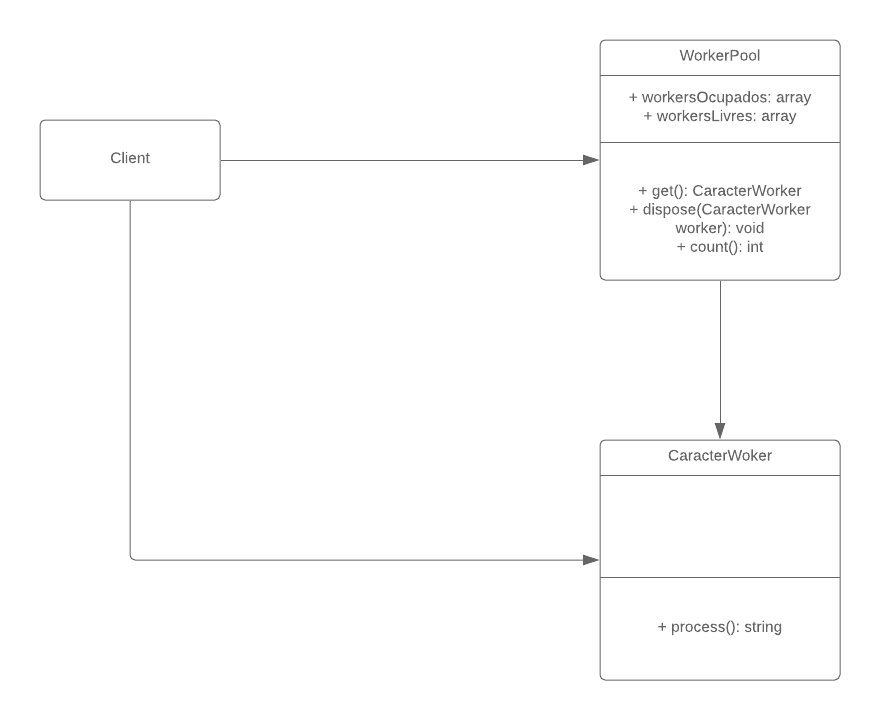 WorkerPool
+ workersOcupados: array
+ workersLivres: array
Client
+ get(): CaracterWorker
+ dispose(CaracterWorker
worker): void
+ count(): int
CaracterWoker
+ process(): string